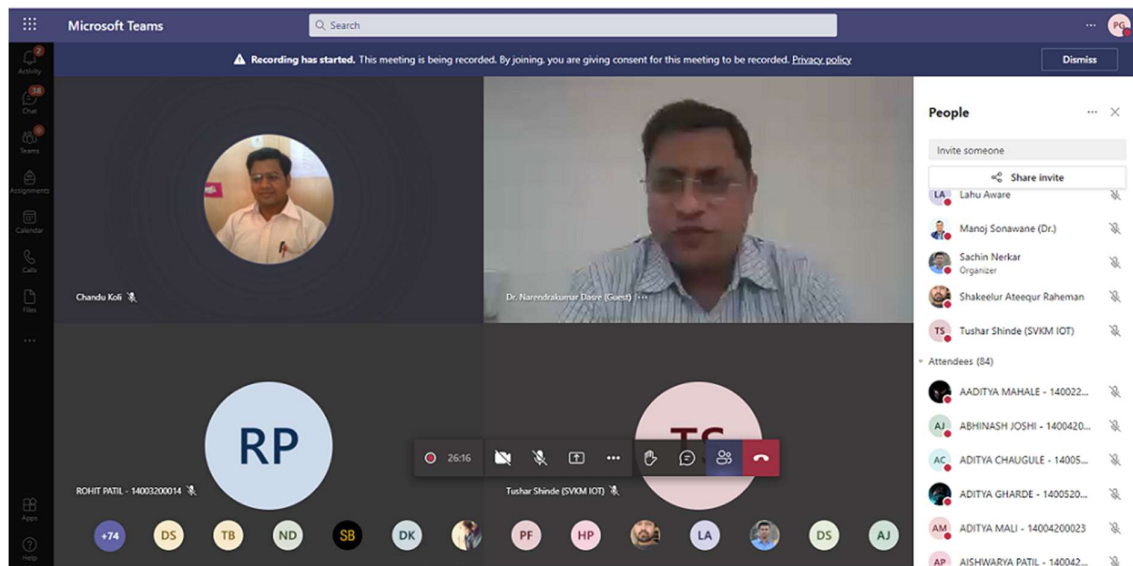 Microsoft Teams
Search
PG
Recording has started. This meeting is being recorded. By joining, you are giving consent for this meeting to be recorded. Privacy policy
Dismiss
2
Activity
38
Chat
Teams
Assignments
Calendar
Calls
Files
Apps
Help
Chandu Koli
Dr. Narendrakumar Dasre (Guest)
RP
ROHIT PATIL - 14003200014
TS
Tushar Shinde (SVKM IOT)
26:16
+74
DS
TB
ND
SB
DK
PF
HP
LA
DS
AJ
People
Invite someone
Share invite
LA Lahu Aware
Manoj Sonawane (Dr.)
Sachin Nerkar
Organizer
Shakeelur Ateequr Raheman
TS Tushar Shinde (SVKM IOT)
Attendees (84)
AADITYA MAHALE - 140022...
AJ ABHINASH JOSHI - 1400420...
AC ADITYA CHAUGULE - 14005...
ADITYA GHARDE - 1400520...
AM ADITYA MALI - 14004200023
AP AISHWARYA PATIL - 140042...